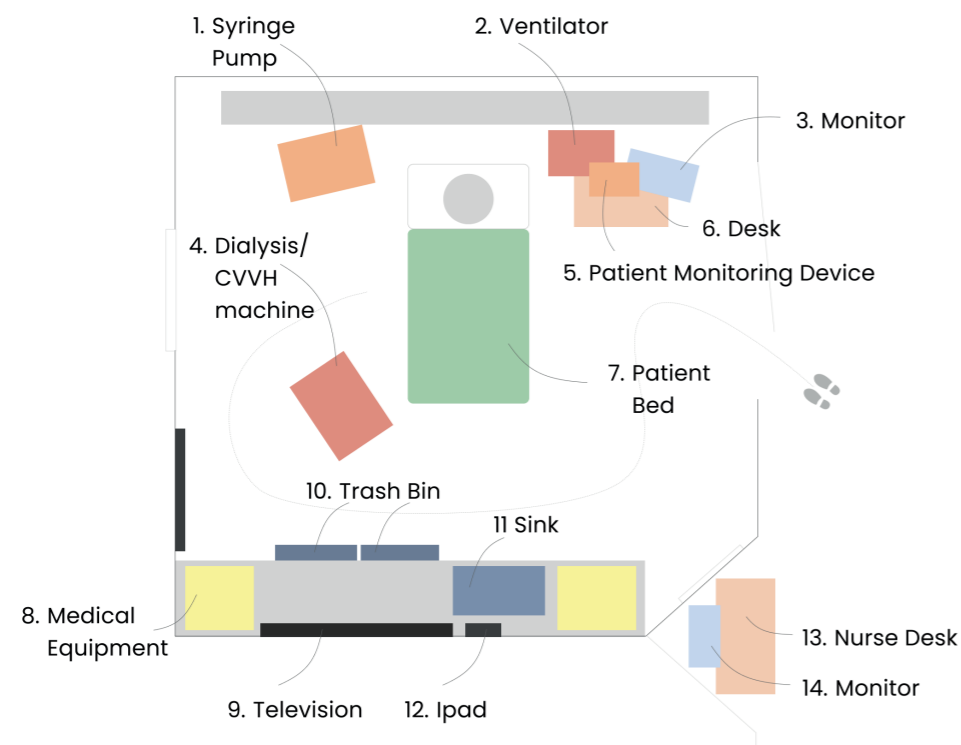 1. Syringe
Pump
2. Ventilator
3. Monitor
4. Dialysis/
CVVH
machine
6. Desk
5. Patient Monitoring Device
7. Patient
Bed
10. Trash Bin
11 Sink
8. Medical
Equipment
13. Nurse Desk
14. Monitor
9. Television
12. Ipad